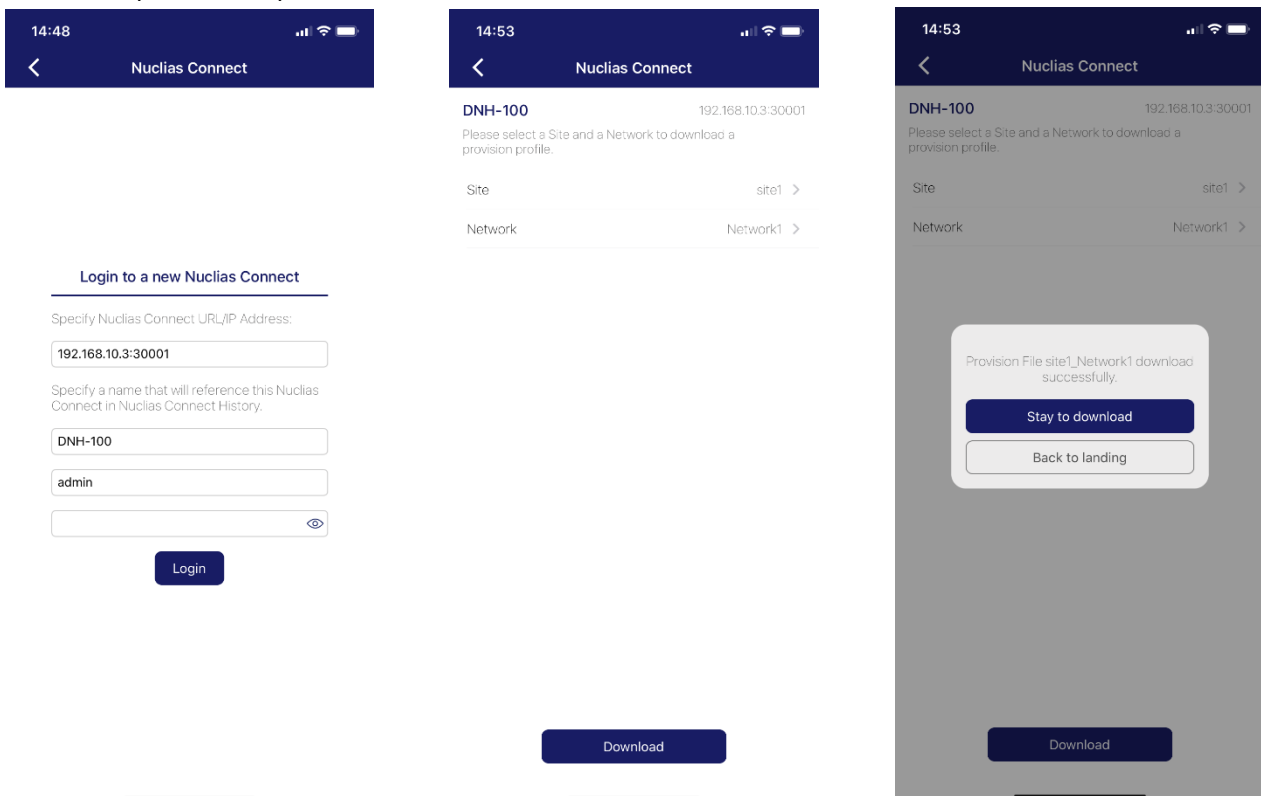 14:48
Nuclias Connect
Login to a new Nuclias Connect
Specify Nuclias Connect URL/IP Address:
192.168.10.3:30001
Specify a name that will reference this Nuclias
Connect in Nuclias Connect History.
DNH-100
admin
Login
14:53
Nuclias Connect
DNH-100 192.168.10.3:30001
Please select a Site and a Network to download a
provision profile.
Site site1 >
Network Network1 >
Download
14:53
Nuclias Connect
DNH-100 192.168.10.3:30001
Please select a Site and a Network to download a
provision profile.
Site site1 >
Network Network1 >
Provision File site1_Network1 download
successfully.
Stay to download
Back to landing
Download